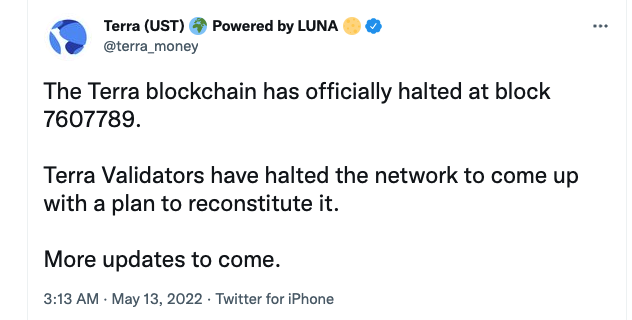 Terra (UST) 🌍 Powered by LUNA 🌕
@terra_money
The Terra blockchain has officially halted at block
7607789.
Terra Validators have halted the network to come up
with a plan to reconstitute it.
More updates to come.
3:13 AM · May 13, 2022 · Twitter for iPhone